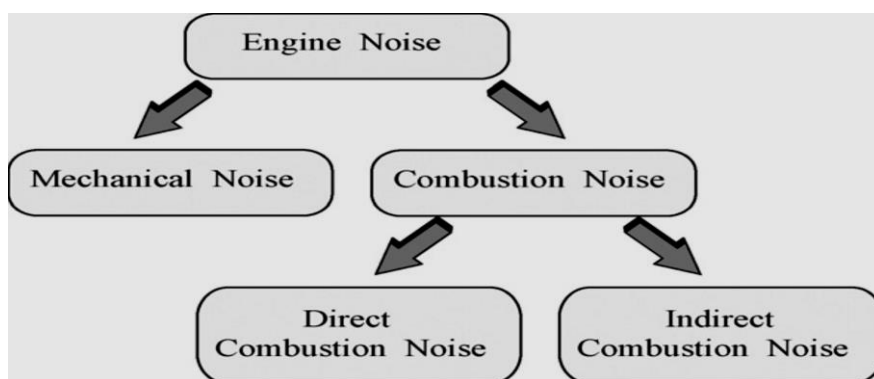 Engine Noise
Mechanical Noise
Combustion Noise
Direct
Combustion Noise
Indirect
Combustion Noise